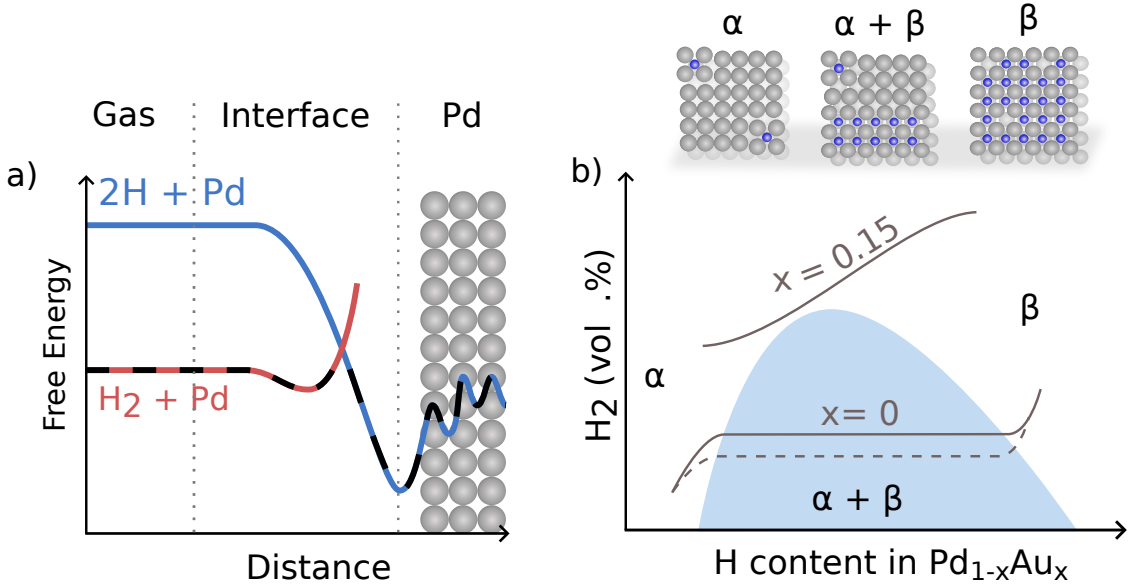 α
α + β
β
Gas
Interface
Pd
a)
b)
2H + Pd
H2 + Pd
Free Energy
Distance
H2 (vol .%)
x = 0.15
β
α
x= 0
α + β
H content in Pd1-xAux